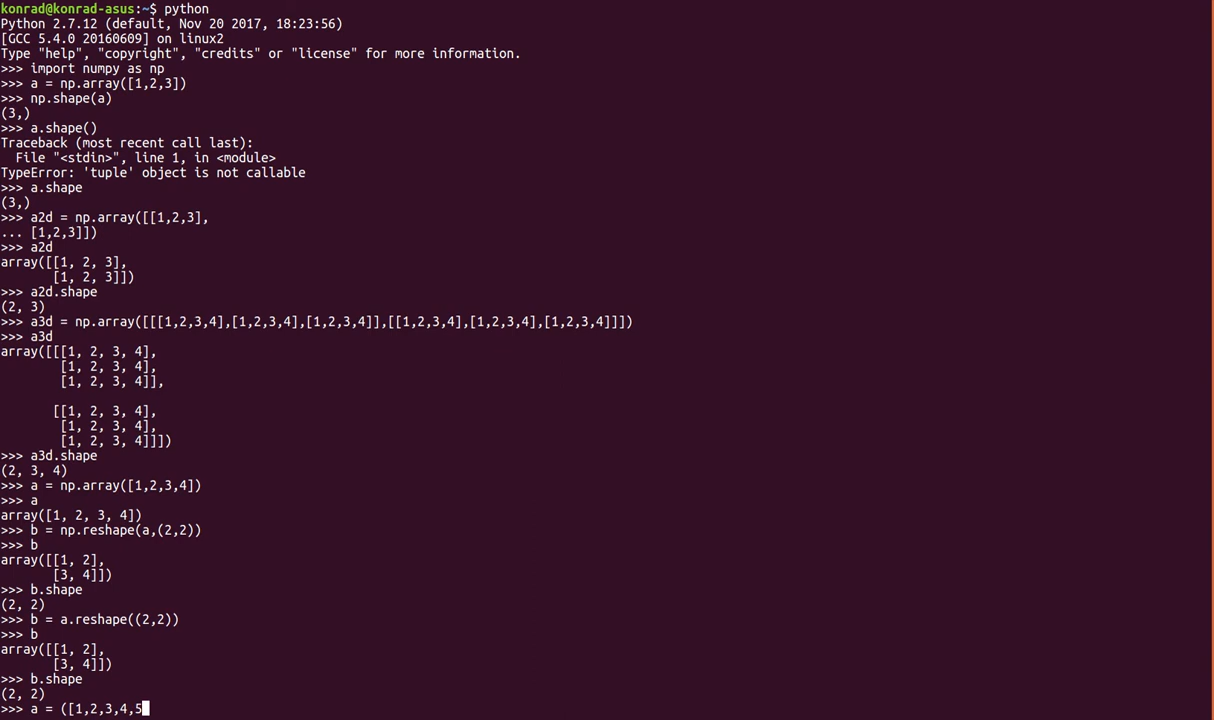 konrad@konrad-asus:~$ python
Python 2.7.12 (default, Nov 20 2017, 18:23:56)
[GCC 5.4.0 20160609] on linux2
Type "help", "copyright", "credits" or "license" for more information.
>>> import numpy as np
>>> a = np.array([1,2,3])
>>> np.shape(a)
(3,)
>>> a.shape()
Traceback (most recent call last):
  File "<stdin>", line 1, in <module>
TypeError: 'tuple' object is not callable
>>> a.shape
(3,)
>>> a2d = np.array([[1,2,3],
... [1,2,3]])
>>> a2d
array([[1, 2, 3],
       [1, 2, 3]])
>>> a2d.shape
(2, 3)
>>> a3d = np.array([[[1,2,3,4],[1,2,3,4],[1,2,3,4]],[[1,2,3,4],[1,2,3,4],[1,2,3,4]]])
>>> a3d
array([[[1, 2, 3, 4],
        [1, 2, 3, 4],
        [1, 2, 3, 4]],

       [[1, 2, 3, 4],
        [1, 2, 3, 4],
        [1, 2, 3, 4]]])
>>> a3d.shape
(2, 3, 4)
>>> a = np.array([1,2,3,4])
>>> a
array([1, 2, 3, 4])
>>> b = np.reshape(a,(2,2))
>>> b
array([[1, 2],
       [3, 4]])
>>> b.shape
(2, 2)
>>> b = a.reshape((2,2))
>>> b
array([[1, 2],
       [3, 4]])
>>> b.shape
(2, 2)
>>> a = ([1,2,3,4,5